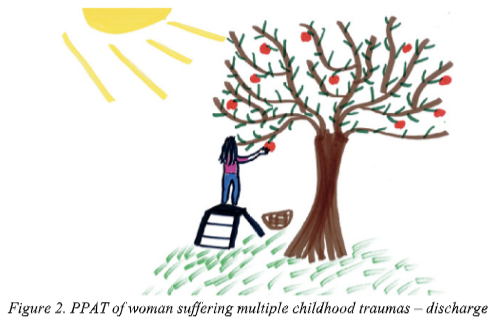 Figure 2. PPAT of woman suffering multiple childhood traumas – discharge